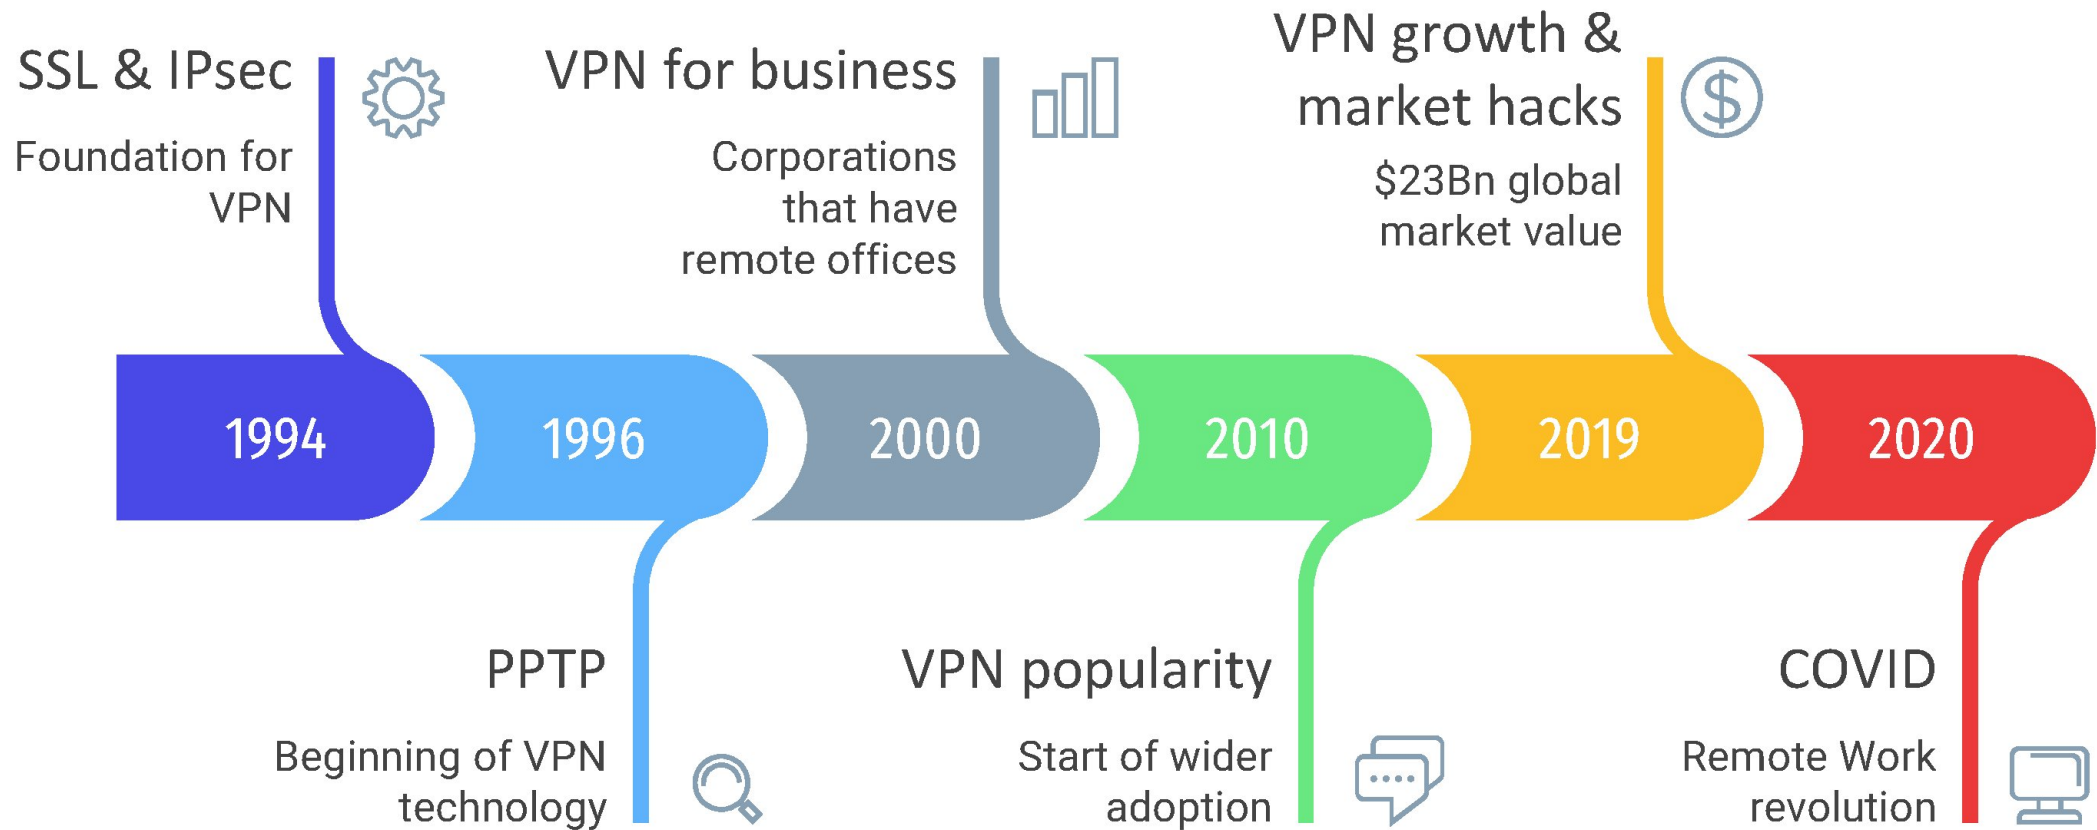 SSL & IPsec
Foundation for
VPN
VPN for business
Corporations
that have
remote offices
VPN growth &
market hacks
$23Bn global
market value
1994
1996
2000
2010
2019
2020
PPTP
Beginning of VPN
technology
VPN popularity
Start of wider
adoption
COVID
Remote Work
revolution